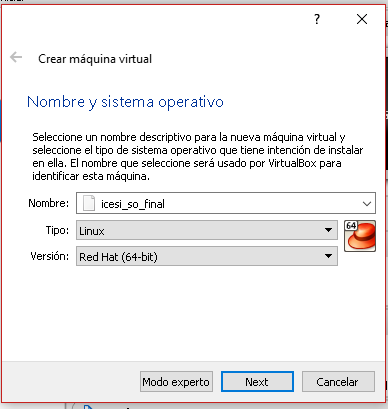 ?
Crear máquina virtual
Nombre y sistema operativo
Seleccione un nombre descriptivo para la nueva máquina virtual y
seleccione el tipo de sistema operativo que tiene intención de instalar
en ella. El nombre que seleccione será usado por VirtualBox para
identificar esta máquina.
Nombre: icesi_so_final
Tipo: Linux
64
Versión: Red Hat (64-bit)
Modo experto Next Cancelar